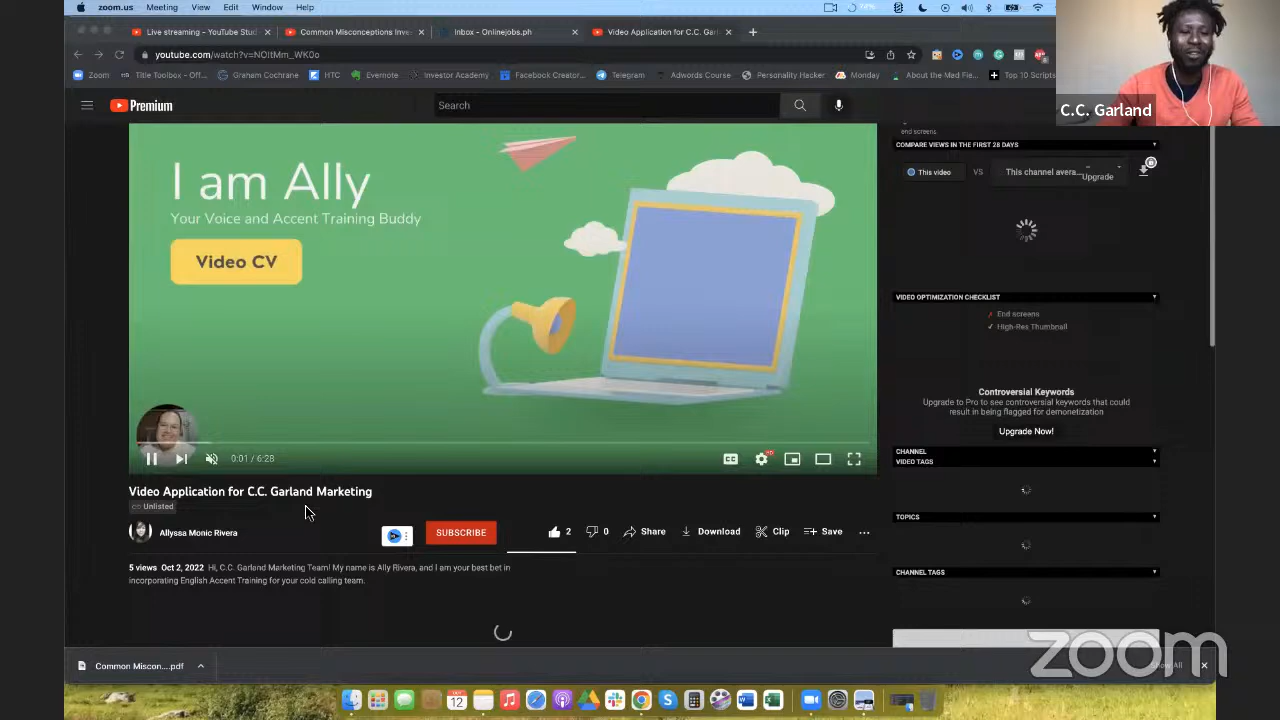 zoom.us Meeting View Edit Window Help
Live streaming - YouTube Stud
Common Misconceptions Inve
Inbox - Onlinejobs.ph
Video Application for C.C. Garl
youtube.com/watch?v=NOItMm_WK0o
Zoom
Title Toolbox - Off...
Graham Cochrane
HTC
Evernote
Investor Academy
Facebook Creator...
Telegram
Adwords Course
Personality Hacker
Monday
About the Mad Fie...
Top 10 Scripts
C.C. Garland
Premium
Search
end screens
COMPARE VIEWS IN THE FIRST 28 DAYS
This video VS This channel avera...
Upgrade
I am Ally
Your Voice and Accent Training Buddy
Video CV
VIDEO OPTIMIZATION CHECKLIST
End screens
High-Res Thumbnail
Controversial Keywords
Upgrade to Pro to see controversial keywords that could
result in being flagged for demonetization
Upgrade Now!
0:01 / 6:28
CHANNEL
VIDEO TAGS
Video Application for C.C. Garland Marketing
Unlisted
TOPICS
Allyssa Monic Rivera
SUBSCRIBE
2
0
Share
Download
Clip
Save
5 views Oct 2, 2022 Hi, C.C. Garland Marketing Team! My name is Ally Rivera, and I am your best bet in
incorporating English Accent Training for your cold calling team.
CHANNEL TAGS
Common Miscon....pdf
Show All
zoom
12